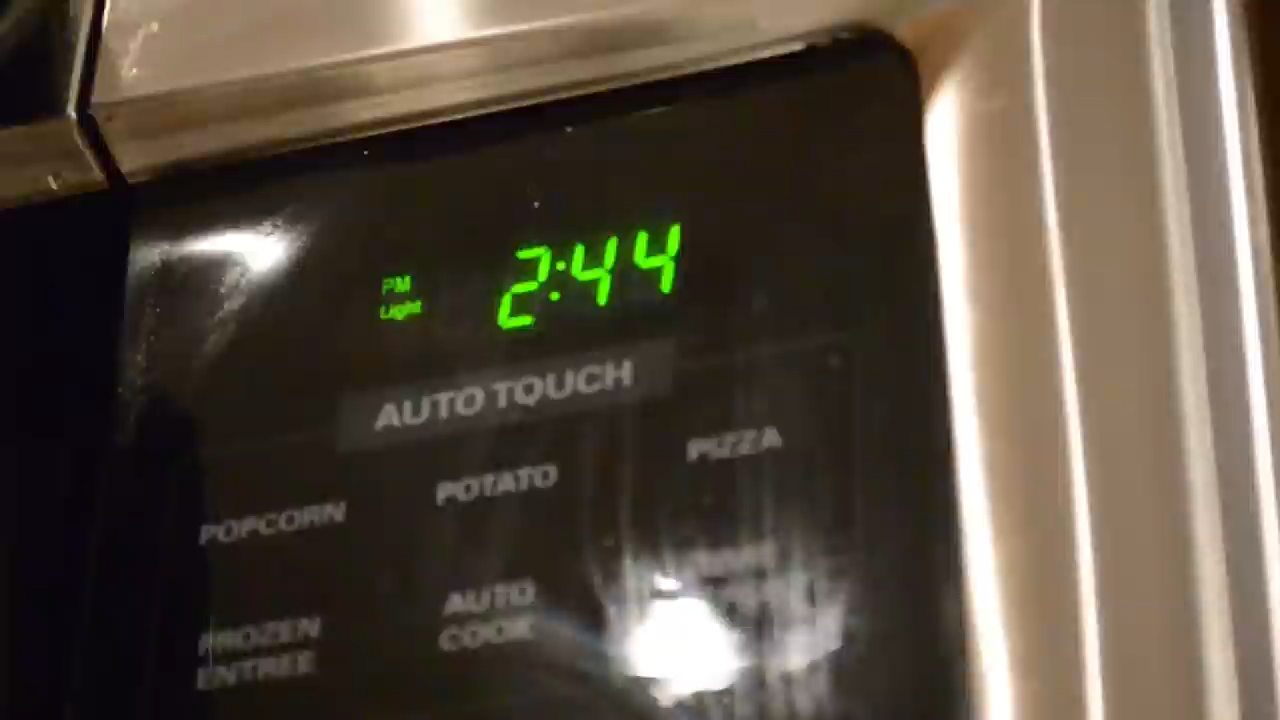 PM
Light
2:44
AUTO TOUCH
POPCORN
POTATO
PIZZA
FROZEN
ENTREE
AUTO
COOK